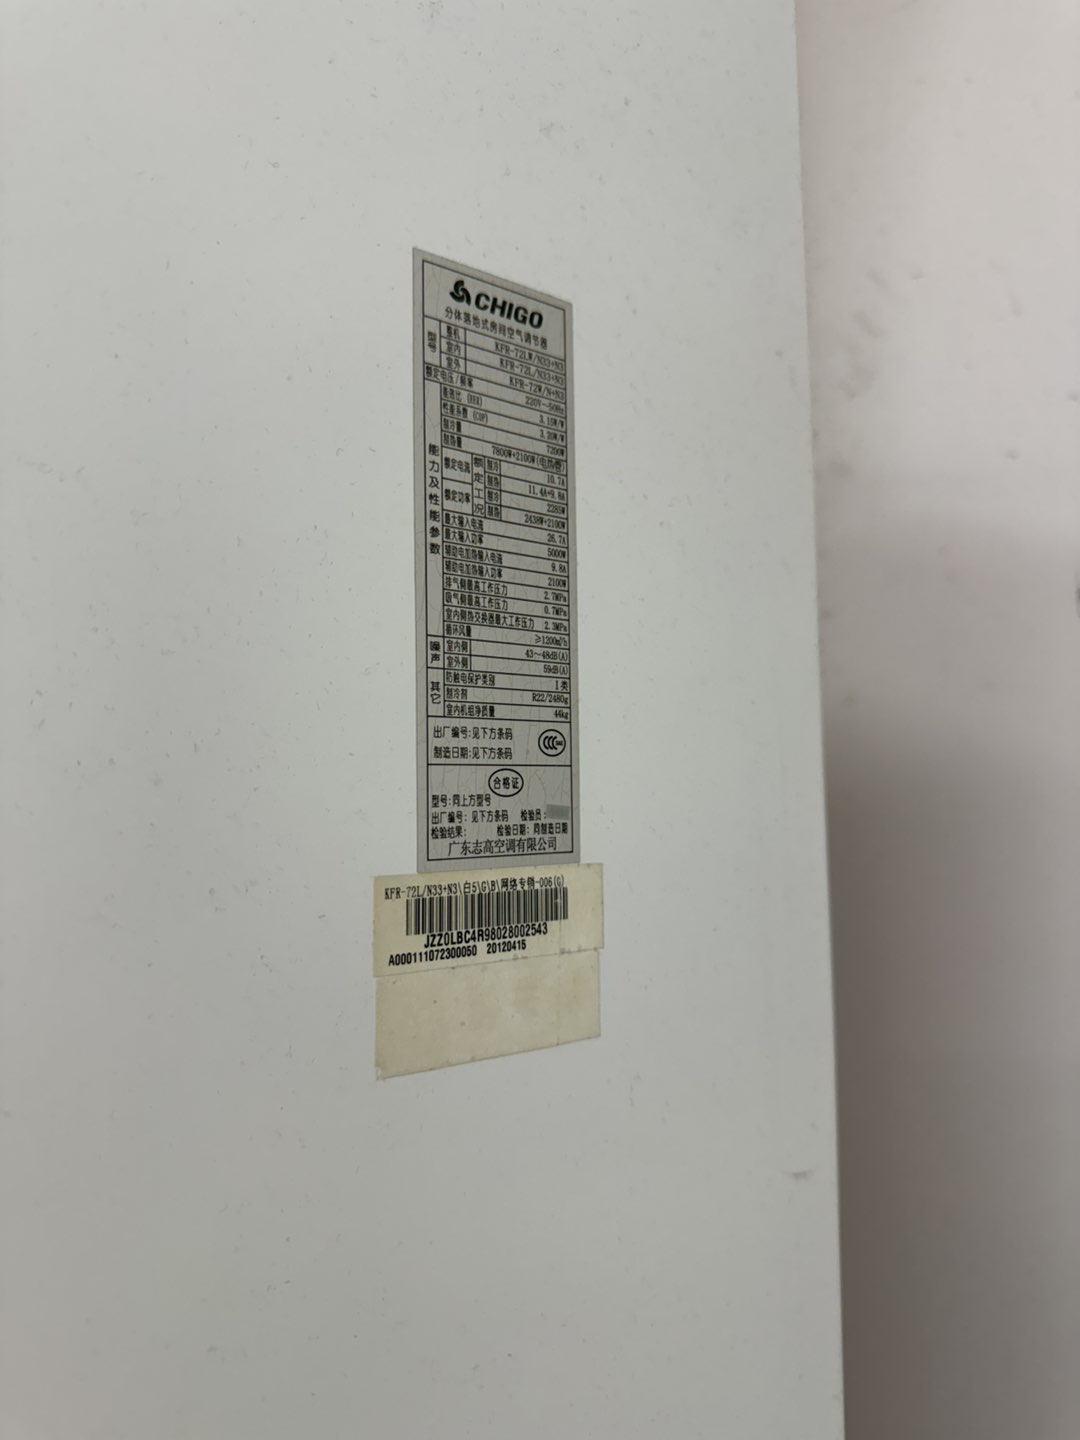 CHIGO
分体落地式房间空气调节器
型号 整机 KFR-72LW/N33+N3
室内 KFR-72L/N33+N3
室外 KFR-72W/N+N3
额定电压/频率 220V~50Hz
能力及性能参数
能效比(EER) 3.15W/W
性能系数(COP) 3.20W/W
制冷量 7200W
制热量 7800W+2100W(电热管)
额定电流 额定工况 制冷 10.7A
制热 11.4A+9.8A
额定功率 制冷 2285W
制热 2438W+2100W
最大输入电流 26.7A
最大输入功率 5000W
辅助电加热输入电流 9.8A
辅助电加热输入功率 2100W
排气侧最高工作压力 2.7MPa
吸气侧最高工作压力 0.7MPa
室内侧热交换器最大工作压力 2.3MPa
循环风量 ≥1200m³/h
噪声 室内侧 43~48dB(A)
室外侧 59dB(A)
其它 防触电保护类别 I类
制冷剂 R22/2480g
室内机组净质量 44kg
出厂编号:见下方条码
制造日期:见下方条码
合格证
型号:同上方型号
出厂编号:见下方条码 检验员:
检验结果: 检验日期:同制造日期
广东志高空调有限公司
KFR-72L/N33+N3\白5\G\B\网络专销-006(G)
JZZ0LBC4R98028002543
A000111072300050 20120415